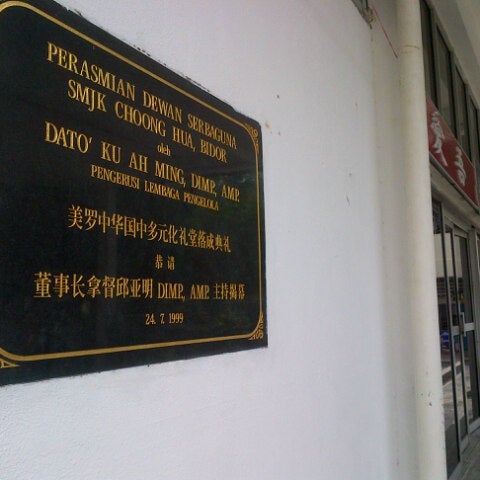 PERASMIAN DEWAN SERBAGUNA
SMJK CHOONG HUA, BIDOR
oleh
DATO' KU AH MING, DIMP., AMP.
PENGERUSI LEMBAGA PENGELOLA
美罗中华国中多元化礼堂落成典礼
恭请
董事长拿督邱亚明 DIMP., AMP. 主持揭幕
24. 7. 1999